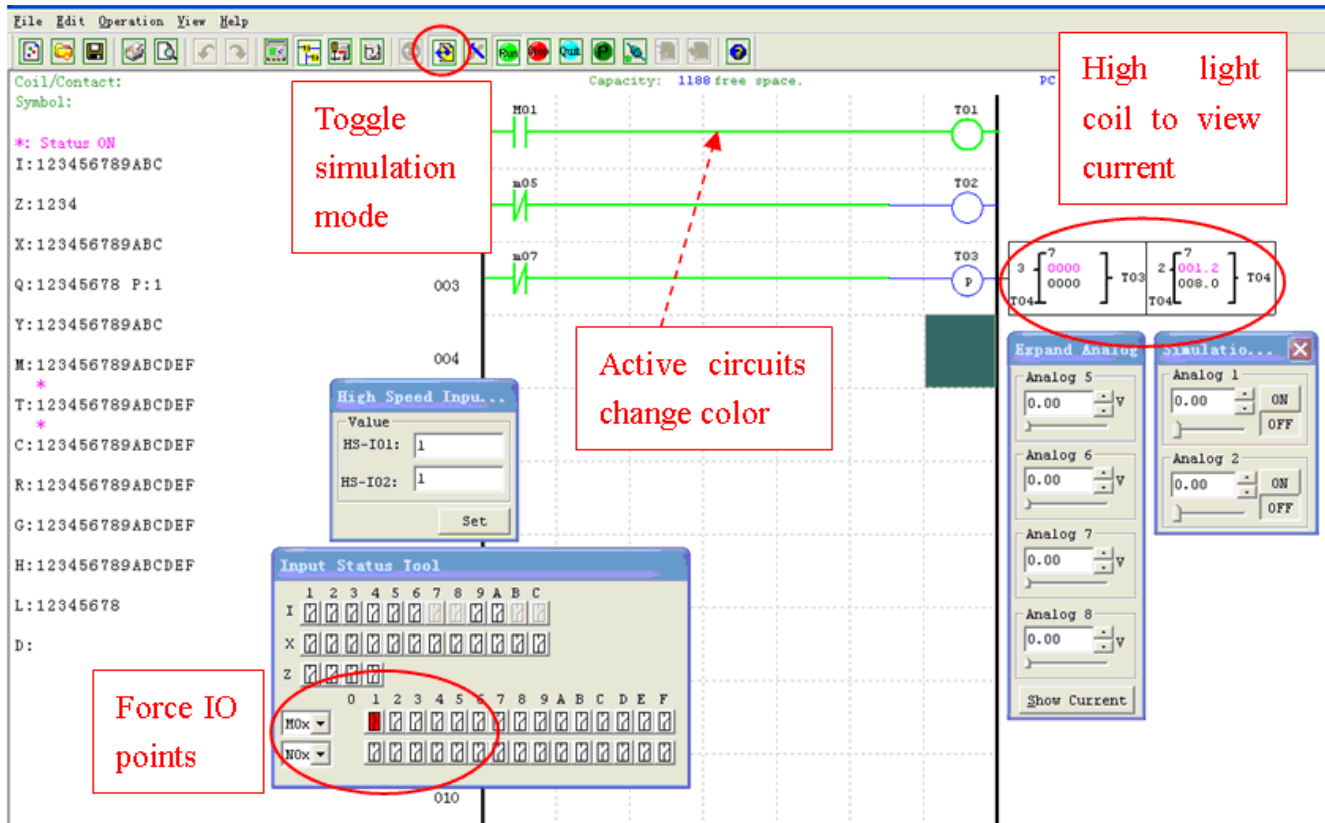 File Edit Operation View Help
Run Stop Quit P
Coil/Contact:
Symbol:
*: Status ON
I:123456789ABC
Z:1234
X:123456789ABC
Q:12345678 P:1
Y:123456789ABC
M:123456789ABCDEF
*
T:123456789ABCDEF
*
C:123456789ABCDEF
R:123456789ABCDEF
G:123456789ABCDEF
H:123456789ABCDEF
L:12345678
D:
Capacity: 1188 free space.
PC
Toggle
simulation
mode
High light
coil to view
current
M01 T01
m05 T02
m07 T03
003 P
004
010
7
3 0000 T03
0000
T04
7
2 001.2 T04
008.0
T04
Active circuits
change color
High Speed Inpu...
Value
HS-I01: 1
HS-I02: 1
Set
Expand Analog
Analog 5
0.00 V
Analog 6
0.00 V
Analog 7
0.00 V
Analog 8
0.00 V
Show Current
Simulatio...
Analog 1
0.00 ON
OFF
Analog 2
0.00 ON
OFF
Input Status Tool
1 2 3 4 5 6 7 8 9 A B C
I
X
Z
0 1 2 3 4 5 6 7 8 9 A B C D E F
M0x
N0x
Force IO
points